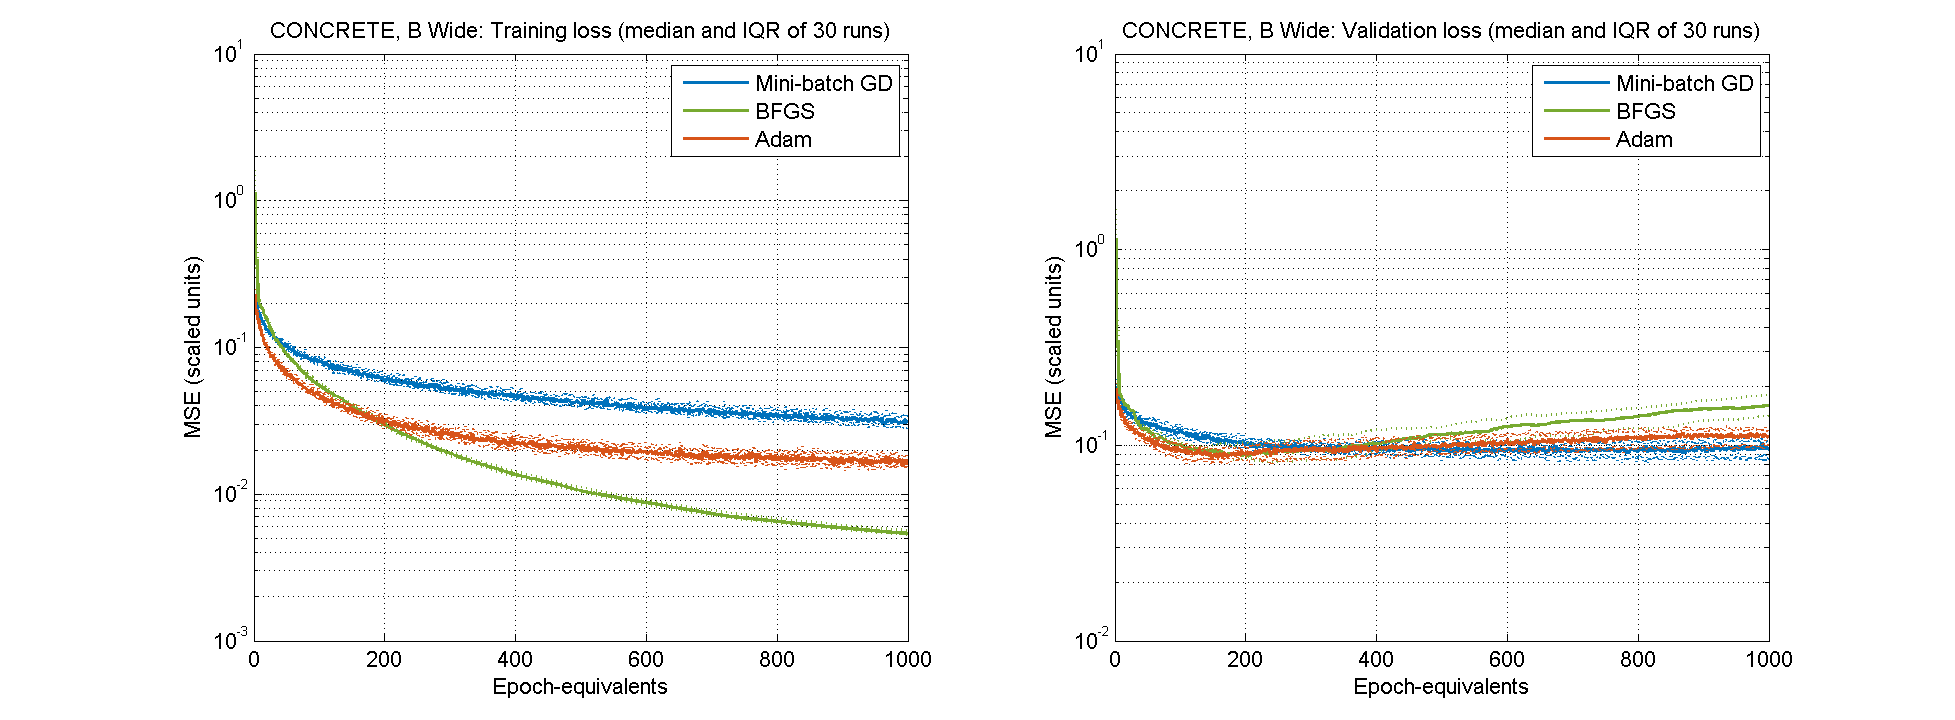 CONCRETE, B Wide: Training loss (median and IQR of 30 runs)
MSE (scaled units)
10^1
10^0
10^-1
10^-2
10^-3
Mini-batch GD
BFGS
Adam
0 200 400 600 800 1000
Epoch-equivalents
CONCRETE, B Wide: Validation loss (median and IQR of 30 runs)
MSE (scaled units)
10^1
10^0
10^-1
10^-2
Mini-batch GD
BFGS
Adam
0 200 400 600 800 1000
Epoch-equivalents